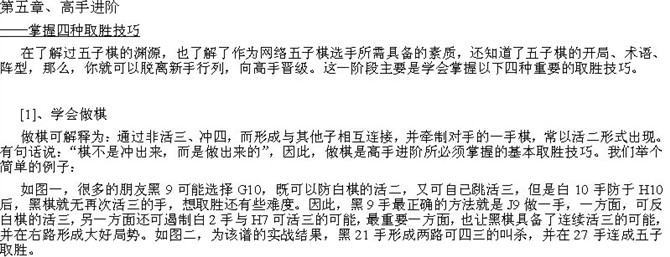 第五章、高手进阶
——掌握四种取胜技巧
在了解过五子棋的渊源，也了解了作为网络五子棋选手所需具备的素质，还知道了五子棋的开局、术语、
阵型，那么，你就可以脱离新手行列，向高手晋级。这一阶段主要是学会掌握以下四种重要的取胜技巧。
[1]、学会做棋
做棋可解释为：通过非活三、冲四，而形成与其他子相互连接，并牵制对手的一手棋，常以活二形式出现。
有句话说：“棋不是冲出来，而是做出来的”，因此，做棋是高手进阶所必须掌握的基本取胜技巧。我们举个
简单的例子：
如图一，很多的朋友黑9可能选择G10，既可以防白棋的活二，又可自己跳活三，但是白10手防于H10
后，黑棋就无再次活三的手，想取胜还有些难度。因此，黑9手最正确的方法就是J9做一手，一方面，可反
白棋的活三，另一方面还可遏制白2手与H7可活三的可能，最重要一方面，也让黑棋具备了连续活三的可能，
并在右路形成大好局势。如图二，为该谱的实战结果，黑21手形成两路可四三的叫杀，并在27手连成五子
取胜。